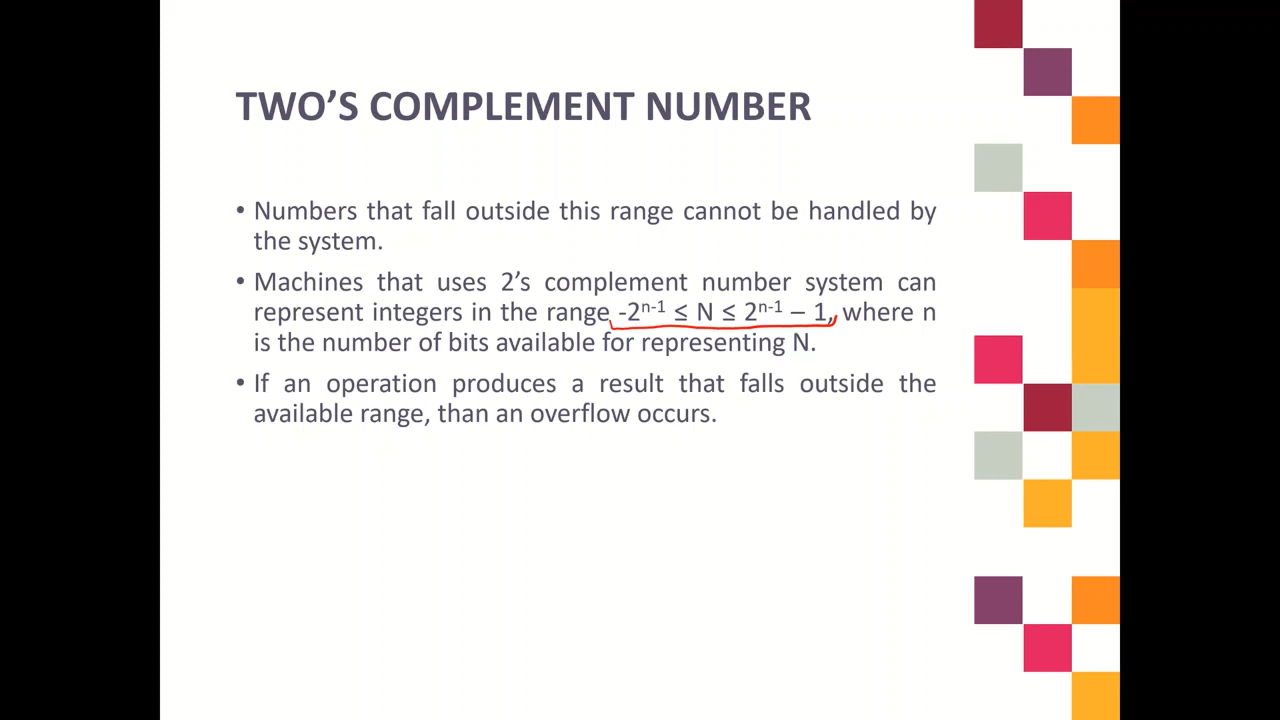 TWO’S COMPLEMENT NUMBER
• Numbers that fall outside this range cannot be handled by
the system.
• Machines that uses 2’s complement number system can
represent integers in the range -2ⁿ⁻¹ ≤ N ≤ 2ⁿ⁻¹ – 1, where n
is the number of bits available for representing N.
• If an operation produces a result that falls outside the
available range, than an overflow occurs.